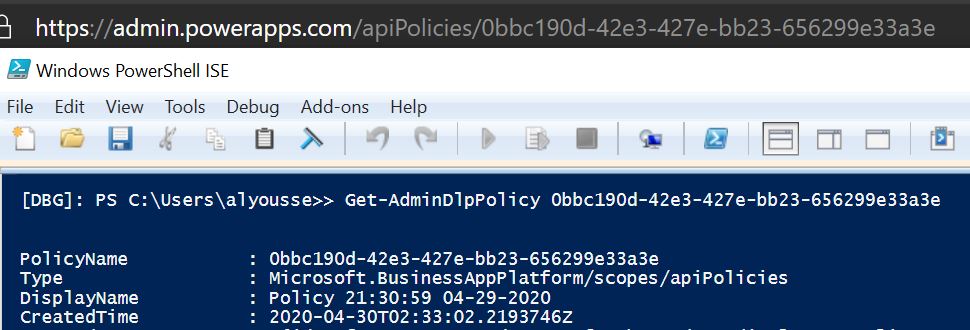 https://admin.powerapps.com/apiPolicies/0bbc190d-42e3-427e-bb23-656299e33a3e
Windows PowerShell ISE
File Edit View Tools Debug Add-ons Help
[DBG]: PS C:\Users\alyousse>> Get-AdminDlpPolicy 0bbc190d-42e3-427e-bb23-656299e33a3e
PolicyName : 0bbc190d-42e3-427e-bb23-656299e33a3e
Type : Microsoft.BusinessAppPlatform/scopes/apiPolicies
DisplayName : Policy 21:30:59 04-29-2020
CreatedTime : 2020-04-30T02:33:02.2193746Z